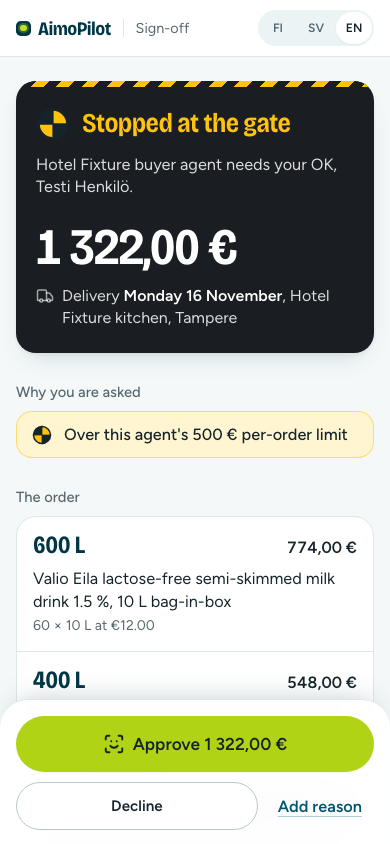 AimoPilot
Sign-off
FI SV EN
Stopped at the gate
Hotel Fixture buyer agent needs your OK,
Testi Henkilö.
1 322,00 €
Delivery Monday 16 November, Hotel
Fixture kitchen, Tampere
Why you are asked
Over this agent's 500 € per-order limit
The order
600 L
774,00 €
Valio Eila lactose-free semi-skimmed milk
drink 1.5 %, 10 L bag-in-box
60 × 10 L at €12.00
400 L
548,00 €
Approve 1 322,00 €
Decline
Add reason